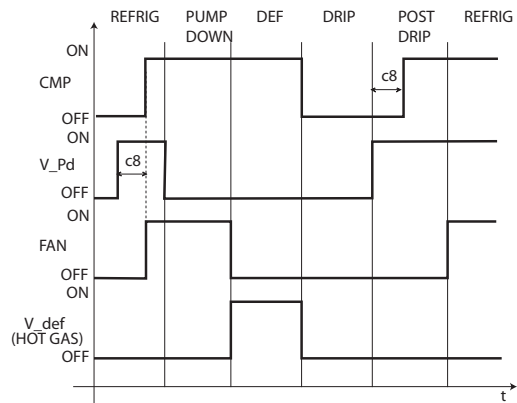 REFRIG PUMP DOWN DEF DRIP POST DRIP REFRIG
ON
CMP
c8
OFF
ON
V_Pd
c8
OFF
ON
FAN
OFF
ON
V_def
(HOT GAS)
OFF
t